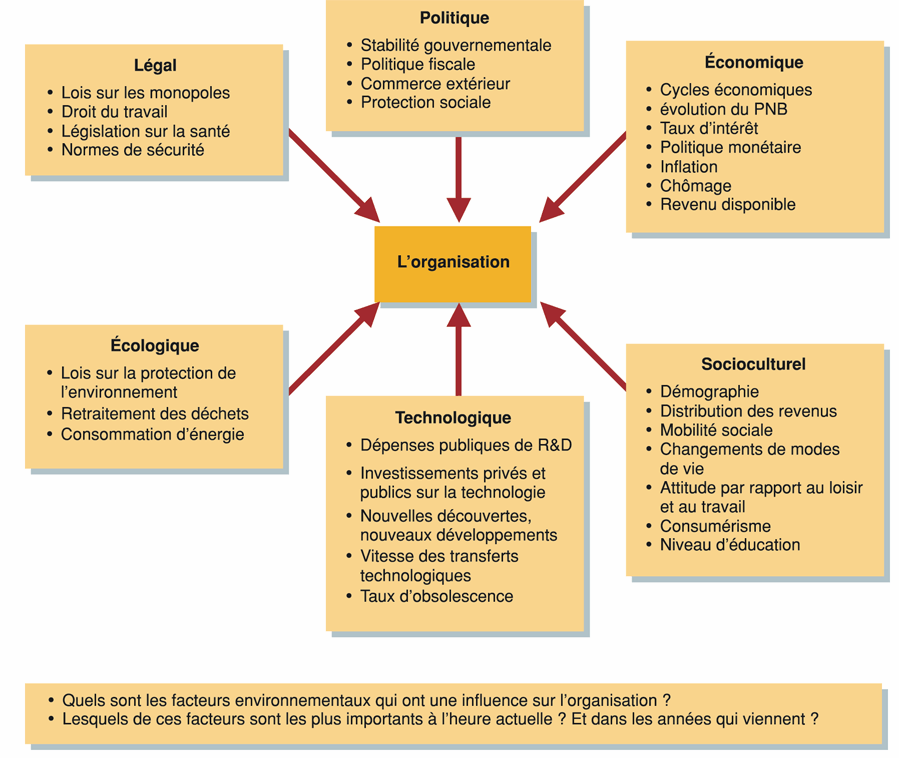 Politique
• Stabilité gouvernementale
• Politique fiscale
• Commerce extérieur
• Protection sociale
Légal
• Lois sur les monopoles
• Droit du travail
• Législation sur la santé
• Normes de sécurité
Économique
• Cycles économiques
• évolution du PNB
• Taux d’intérêt
• Politique monétaire
• Inflation
• Chômage
• Revenu disponible
L’organisation
Écologique
• Lois sur la protection de
l’environnement
• Retraitement des déchets
• Consommation d’énergie
Technologique
• Dépenses publiques de R&D
• Investissements privés et
publics sur la technologie
• Nouvelles découvertes,
nouveaux développements
• Vitesse des transferts
technologiques
• Taux d’obsolescence
Socioculturel
• Démographie
• Distribution des revenus
• Mobilité sociale
• Changements de modes
de vie
• Attitude par rapport au loisir
et au travail
• Consumérisme
• Niveau d’éducation
• Quels sont les facteurs environnementaux qui ont une influence sur l’organisation ?
• Lesquels de ces facteurs sont les plus importants à l’heure actuelle ? Et dans les années qui viennent ?